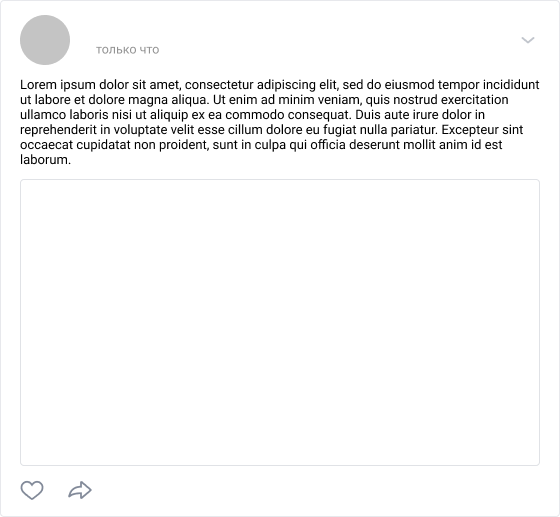 только что
Lorem ipsum dolor sit amet, consectetur adipiscing elit, sed do eiusmod tempor incididunt
ut labore et dolore magna aliqua. Ut enim ad minim veniam, quis nostrud exercitation
ullamco laboris nisi ut aliquip ex ea commodo consequat. Duis aute irure dolor in
reprehenderit in voluptate velit esse cillum dolore eu fugiat nulla pariatur. Excepteur sint
occaecat cupidatat non proident, sunt in culpa qui officia deserunt mollit anim id est
laborum.